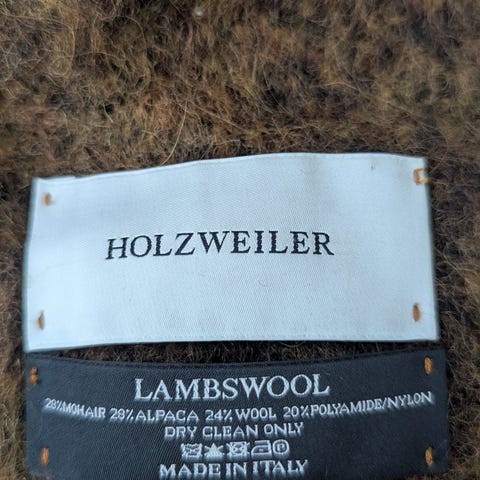 HOLZWEILER
LAMBSWOOL
28%MOHAIR 28%ALPACA 24%WOOL 20%POLYAMIDE/NYLON
DRY CLEAN ONLY
MADE IN ITALY